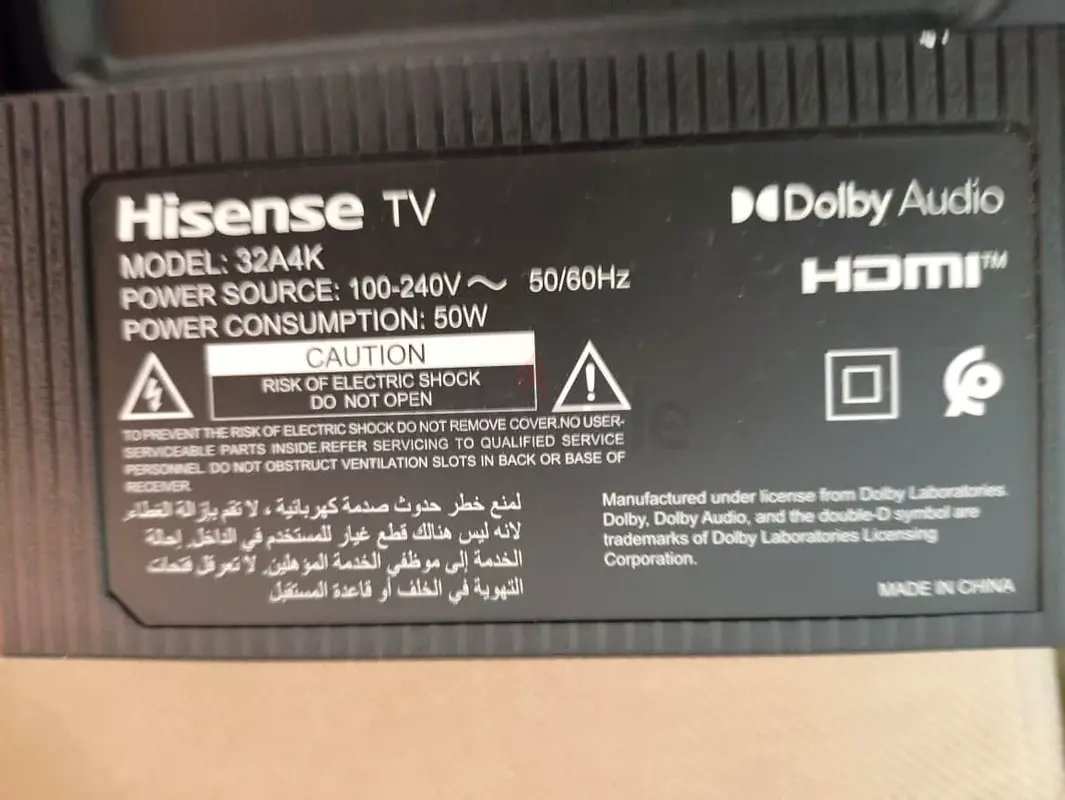 Hisense TV
MODEL: 32A4K
POWER SOURCE: 100-240V～ 50/60Hz
POWER CONSUMPTION: 50W
CAUTION
RISK OF ELECTRIC SHOCK
DO NOT OPEN
TO PREVENT THE RISK OF ELECTRIC SHOCK DO NOT REMOVE COVER.NO USER-
SERVICEABLE PARTS INSIDE.REFER SERVICING TO QUALIFIED SERVICE
PERSONNEL. DO NOT OBSTRUCT VENTILATION SLOTS IN BACK OR BASE OF
RECEIVER.
لمنع خطر حدوث صدمة كهربائية ، لا تقم بإزالة الغطاء
لانه ليس هنالك قطع غيار للمستخدم في الداخل. إحالة
الخدمة إلى موظفي الخدمة المؤهلين. لا تعرقل فتحات
التهوية في الخلف أو قاعدة المستقبل
Dolby Audio
HDMI™
Manufactured under license from Dolby Laboratories.
Dolby, Dolby Audio, and the double-D symbol are
trademarks of Dolby Laboratories Licensing
Corporation.
MADE IN CHINA